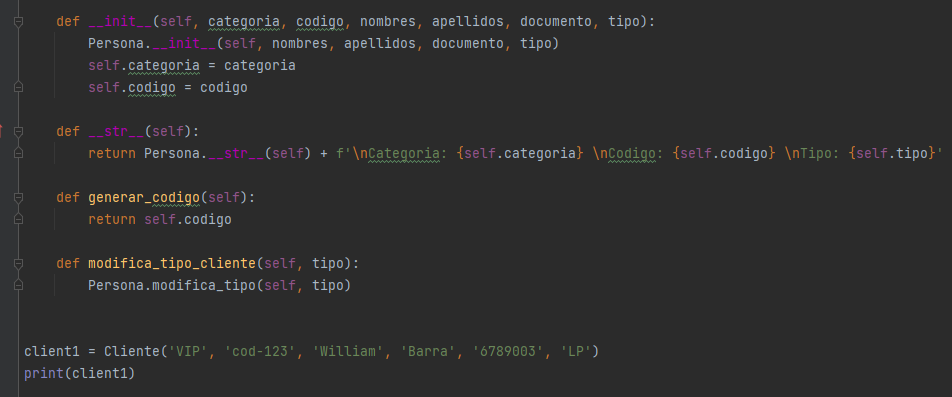 def __init__(self, categoria, codigo, nombres, apellidos, documento, tipo):
Persona.__init__(self, nombres, apellidos, documento, tipo)
self.categoria = categoria
self.codigo = codigo
def __str__(self):
return Persona.__str__(self) + f'\nCategoria: {self.categoria} \nCodigo: {self.codigo} \nTipo: {self.tipo}'
def generar_codigo(self):
return self.codigo
def modifica_tipo_cliente(self, tipo):
Persona.modifica_tipo(self, tipo)
client1 = Cliente('VIP', 'cod-123', 'William', 'Barra', '6789003', 'LP')
print(client1)